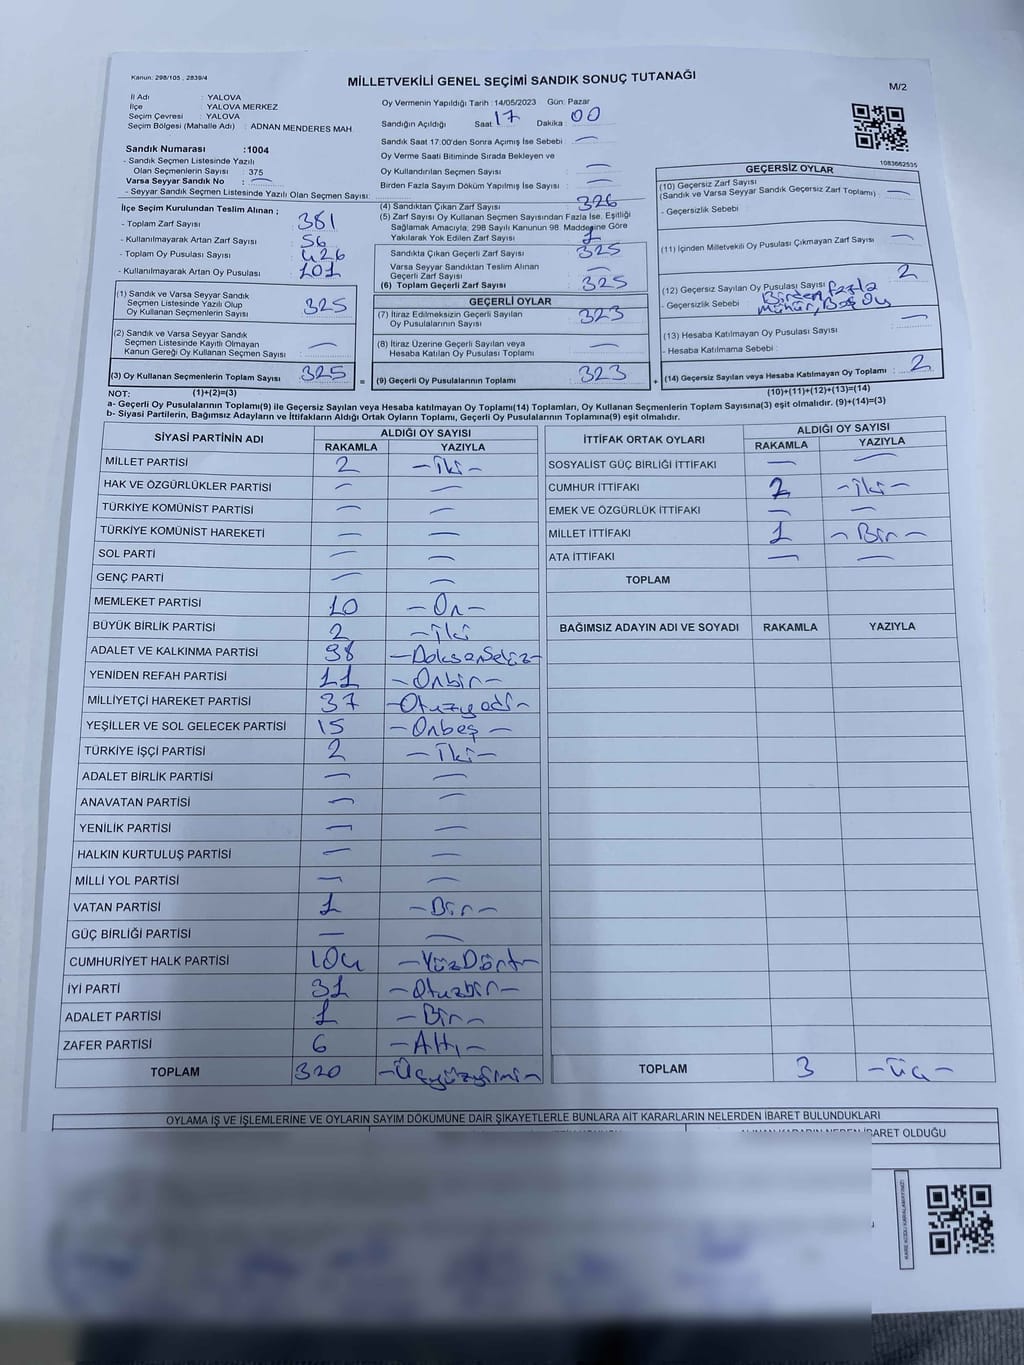 Kanun: 298/105 , 2839/4
MİLLETVEKİLİ GENEL SEÇİMİ SANDIK SONUÇ TUTANAĞI
M/2
İl Adı : YALOVA
İlçe : YALOVA MERKEZ
Seçim Çevresi : YALOVA
Seçim Bölgesi (Mahalle Adı) : ADNAN MENDERES MAH.
Sandık Numarası :1004
- Sandık Seçmen Listesinde Yazılı
Olan Seçmenlerin Sayısı : 375
Varsa Seyyar Sandık No : —
- Seyyar Sandık Seçmen Listesinde Yazılı Olan Seçmen Sayısı:
Oy Vermenin Yapıldığı Tarih :14/05/2023 Gün: Pazar
Sandığın Açıldığı Saat : 17 Dakika : 00
Sandık Saat 17:00'den Sonra Açımış İse Sebebi : —
Oy Verme Saati Bitiminde Sırada Bekleyen ve
Oy Kullandırılan Seçmen Sayısı : —
Birden Fazla Sayım Döküm Yapılmış İse Sayısı : —
1083662535
İlçe Seçim Kurulundan Teslim Alınan ;
- Toplam Zarf Sayısı : 381
- Kullanılmayarak Artan Zarf Sayısı : 56
- Toplam Oy Pusulası Sayısı : 426
- Kullanılmayarak Artan Oy Pusulası : 101
(1) Sandık ve Varsa Seyyar Sandık
Seçmen Listesinde Yazılı Olup
Oy Kullanan Seçmenlerin Sayısı : 325
(2) Sandık ve Varsa Seyyar Sandık
Seçmen Listesinde Kayıtlı Olmayan
Kanun Gereği Oy Kullanan Seçmen Sayısı : —
(3) Oy Kullanan Seçmenlerin Toplam Sayısı : 325
(4) Sandıktan Çıkan Zarf Sayısı : 326
(5) Zarf Sayısı Oy Kullanan Seçmen Sayısından Fazla İse, Eşitliği
Sağlamak Amacıyla; 298 Sayılı Kanunun 98. Maddesine Göre
Yakılarak Yok Edilen Zarf Sayısı : 1
Sandıkta Çıkan Geçerli Zarf Sayısı : 325
Varsa Seyyar Sandıktan Teslim Alınan
Geçerli Zarf Sayısı : —
(6) Toplam Geçerli Zarf Sayısı : 325
GEÇERLİ OYLAR
(7) İtiraz Edilmeksizin Geçerli Sayılan
Oy Pusulalarının Sayısı : 323
(8) İtiraz Üzerine Geçerli Sayılan veya
Hesaba Katılan Oy Pusulası Toplamı : —
= (9) Geçerli Oy Pusulalarının Toplamı : 323
GEÇERSİZ OYLAR
(10) Geçersiz Zarf Sayısı
(Sandık ve Varsa Seyyar Sandık Geçersiz Zarf Toplamı) : —
- Geçersizlik Sebebi :
(11) İçinden Milletvekili Oy Pusulası Çıkmayan Zarf Sayısı : —
(12) Geçersiz Sayılan Oy Pusulası Sayısı : 2
- Geçersizlik Sebebi : Birden fazla
mühür, Boş Oy
(13) Hesaba Katılmayan Oy Pusulası Sayısı : —
- Hesaba Katılmama Sebebi :
+ (14) Geçersiz Sayılan veya Hesaba Katılmayan Oy Toplamı : 2
NOT: (1)+(2)=(3)
(10)+(11)+(12)+(13)=(14)
a- Geçerli Oy Pusulalarının Toplamı(9) ile Geçersiz Sayılan veya Hesaba katılmayan Oy Toplamı(14) Toplamları, Oy Kullanan Seçmenlerin Toplam Sayısına(3) eşit olmalıdır. (9)+(14)=(3)
b- Siyasi Partilerin, Bağımsız Adayların ve İttifakların Aldığı Ortak Oyların Toplamı, Geçerli Oy Pusulalarının Toplamına(9) eşit olmalıdır.
SİYASİ PARTİNİN ADI
ALDIĞI OY SAYISI
RAKAMLA YAZIYLA
MİLLET PARTİSİ 2 -İki-
HAK VE ÖZGÜRLÜKLER PARTİSİ — —
TÜRKİYE KOMÜNİST PARTİSİ — —
TÜRKİYE KOMÜNİST HAREKETİ — —
SOL PARTİ — —
GENÇ PARTİ — —
MEMLEKET PARTİSİ 10 -On-
BÜYÜK BİRLİK PARTİSİ 2 -İki
ADALET VE KALKINMA PARTİSİ 98 -DoksanSekiz-
YENİDEN REFAH PARTİSİ 11 -Onbir-
MİLLİYETÇİ HAREKET PARTİSİ 37 -Otuzyedi-
YEŞİLLER VE SOL GELECEK PARTİSİ 15 -Onbeş-
TÜRKİYE İŞÇİ PARTİSİ 2 -İki-
ADALET BİRLİK PARTİSİ — —
ANAVATAN PARTİSİ — —
YENİLİK PARTİSİ — —
HALKIN KURTULUŞ PARTİSİ — —
MİLLİ YOL PARTİSİ — —
VATAN PARTİSİ 1 -Bir-
GÜÇ BİRLİĞİ PARTİSİ — —
CUMHURİYET HALK PARTİSİ 104 -YüzDört-
İYİ PARTİ 31 -Otuzbir-
ADALET PARTİSİ 1 -Bir-
ZAFER PARTİSİ 6 -Altı-
TOPLAM 320 -Üçyüzyirmi-
İTTİFAK ORTAK OYLARI
ALDIĞI OY SAYISI
RAKAMLA YAZIYLA
SOSYALİST GÜÇ BİRLİĞİ İTTİFAKI — —
CUMHUR İTTİFAKI 2 -İki-
EMEK VE ÖZGÜRLÜK İTTİFAKI — —
MİLLET İTTİFAKI 1 -Bir-
ATA İTTİFAKI — —
TOPLAM
BAĞIMSIZ ADAYIN ADI VE SOYADI RAKAMLA YAZIYLA
TOPLAM 3 -üç-
OYLAMA İŞ VE İŞLEMLERİNE VE OYLARIN SAYIM DÖKÜMÜNE DAİR ŞİKAYETLERLE BUNLARA AİT KARARLARIN NELERDEN İBARET BULUNDUKLARI
ALINAN KARARIN NEDEN İBARET OLDUĞU